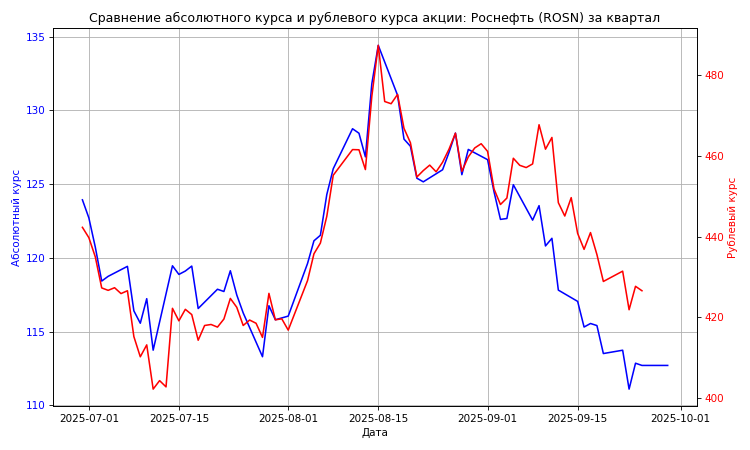 Сравнение абсолютного курса и рублевого курса акции: Роснефть (ROSN) за квартал
135
130
125
120
115
110
Абсолютный курс
480
460
440
420
400
Рублевый курс
2025-07-01 2025-07-15 2025-08-01 2025-08-15 2025-09-01 2025-09-15 2025-10-01
Дата